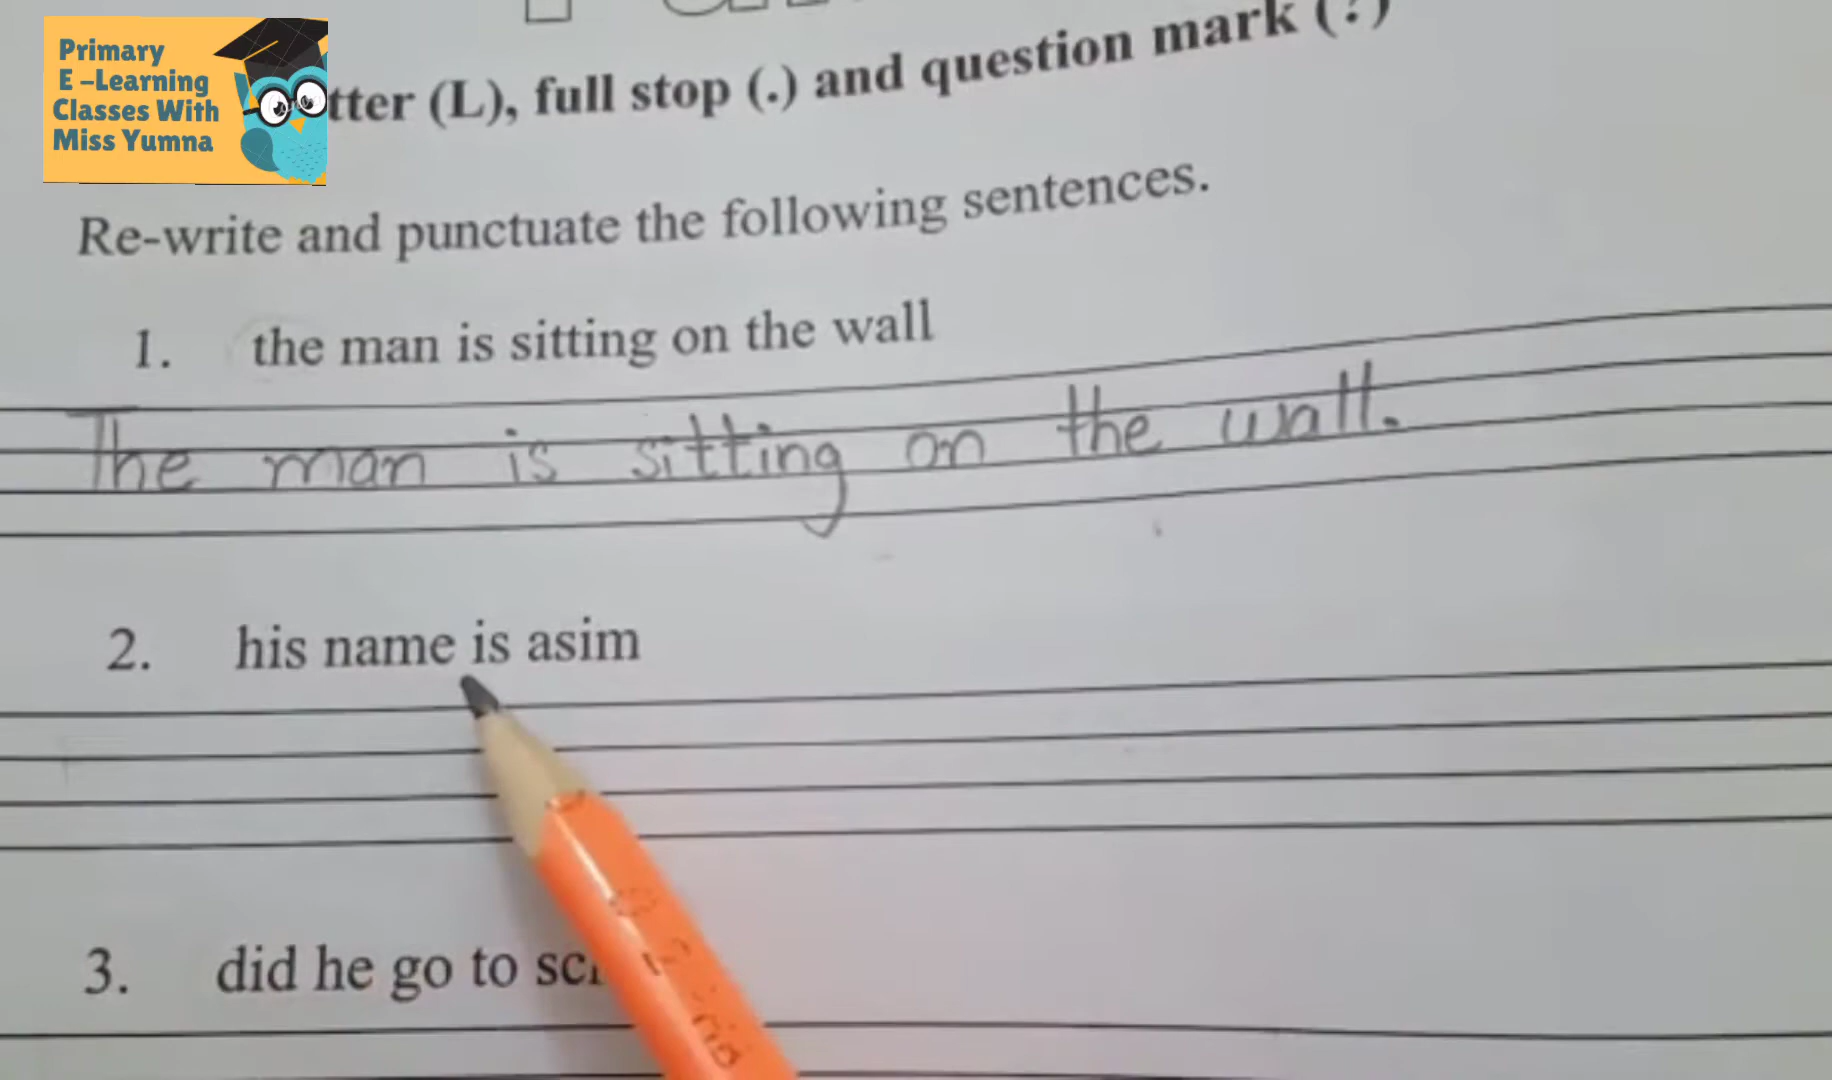 Primary
E -Learning
Classes With
Miss Yumna
tter (L), full stop (.) and question mark (?)
Re-write and punctuate the following sentences.
1. the man is sitting on the wall
The man is sitting on the wall.
2. his name is asim
3. did he go to